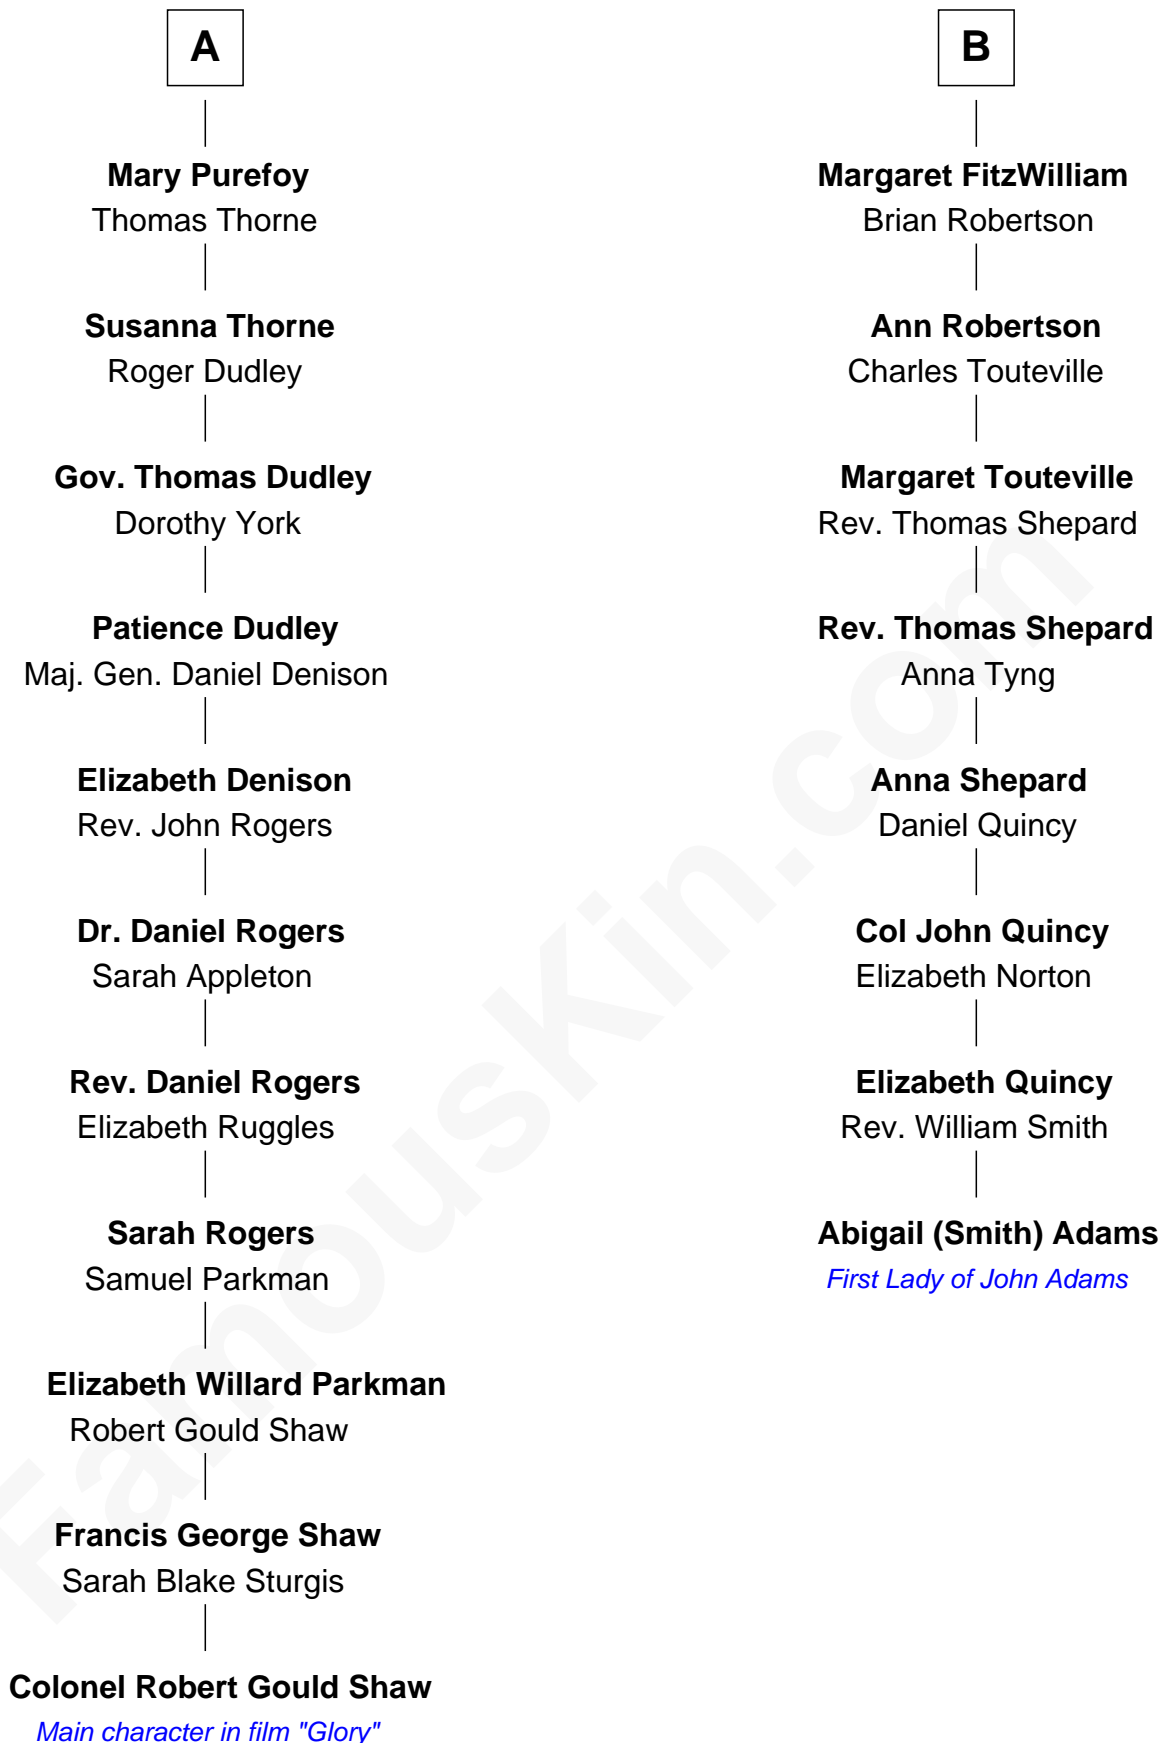 A
Mary Purefoy
Thomas Thorne
Susanna Thorne
Roger Dudley
Gov. Thomas Dudley
Dorothy York
Patience Dudley
Maj. Gen. Daniel Denison
Elizabeth Denison
Rev. John Rogers
Dr. Daniel Rogers
Sarah Appleton
Rev. Daniel Rogers
Elizabeth Ruggles
Sarah Rogers
Samuel Parkman
Elizabeth Willard Parkman
Robert Gould Shaw
Francis George Shaw
Sarah Blake Sturgis
Colonel Robert Gould Shaw
Main character in film "Glory"
B
Margaret FitzWilliam
Brian Robertson
Ann Robertson
Charles Touteville
Margaret Touteville
Rev. Thomas Shepard
Rev. Thomas Shepard
Anna Tyng
Anna Shepard
Daniel Quincy
Col John Quincy
Elizabeth Norton
Elizabeth Quincy
Rev. William Smith
Abigail (Smith) Adams
First Lady of John Adams
FamousKin.com